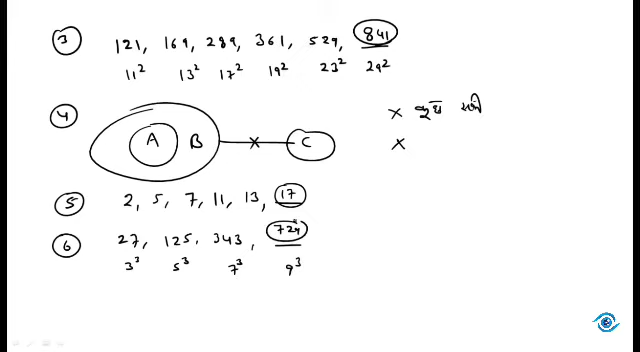 3 121, 169, 289, 361, 529, 841
11² 13² 17² 19² 23² 29²
4 A B × C ×
×
5 2, 5, 7, 11, 13, 17
6 27, 125, 343, 729
3³ 5³ 7³ 9³